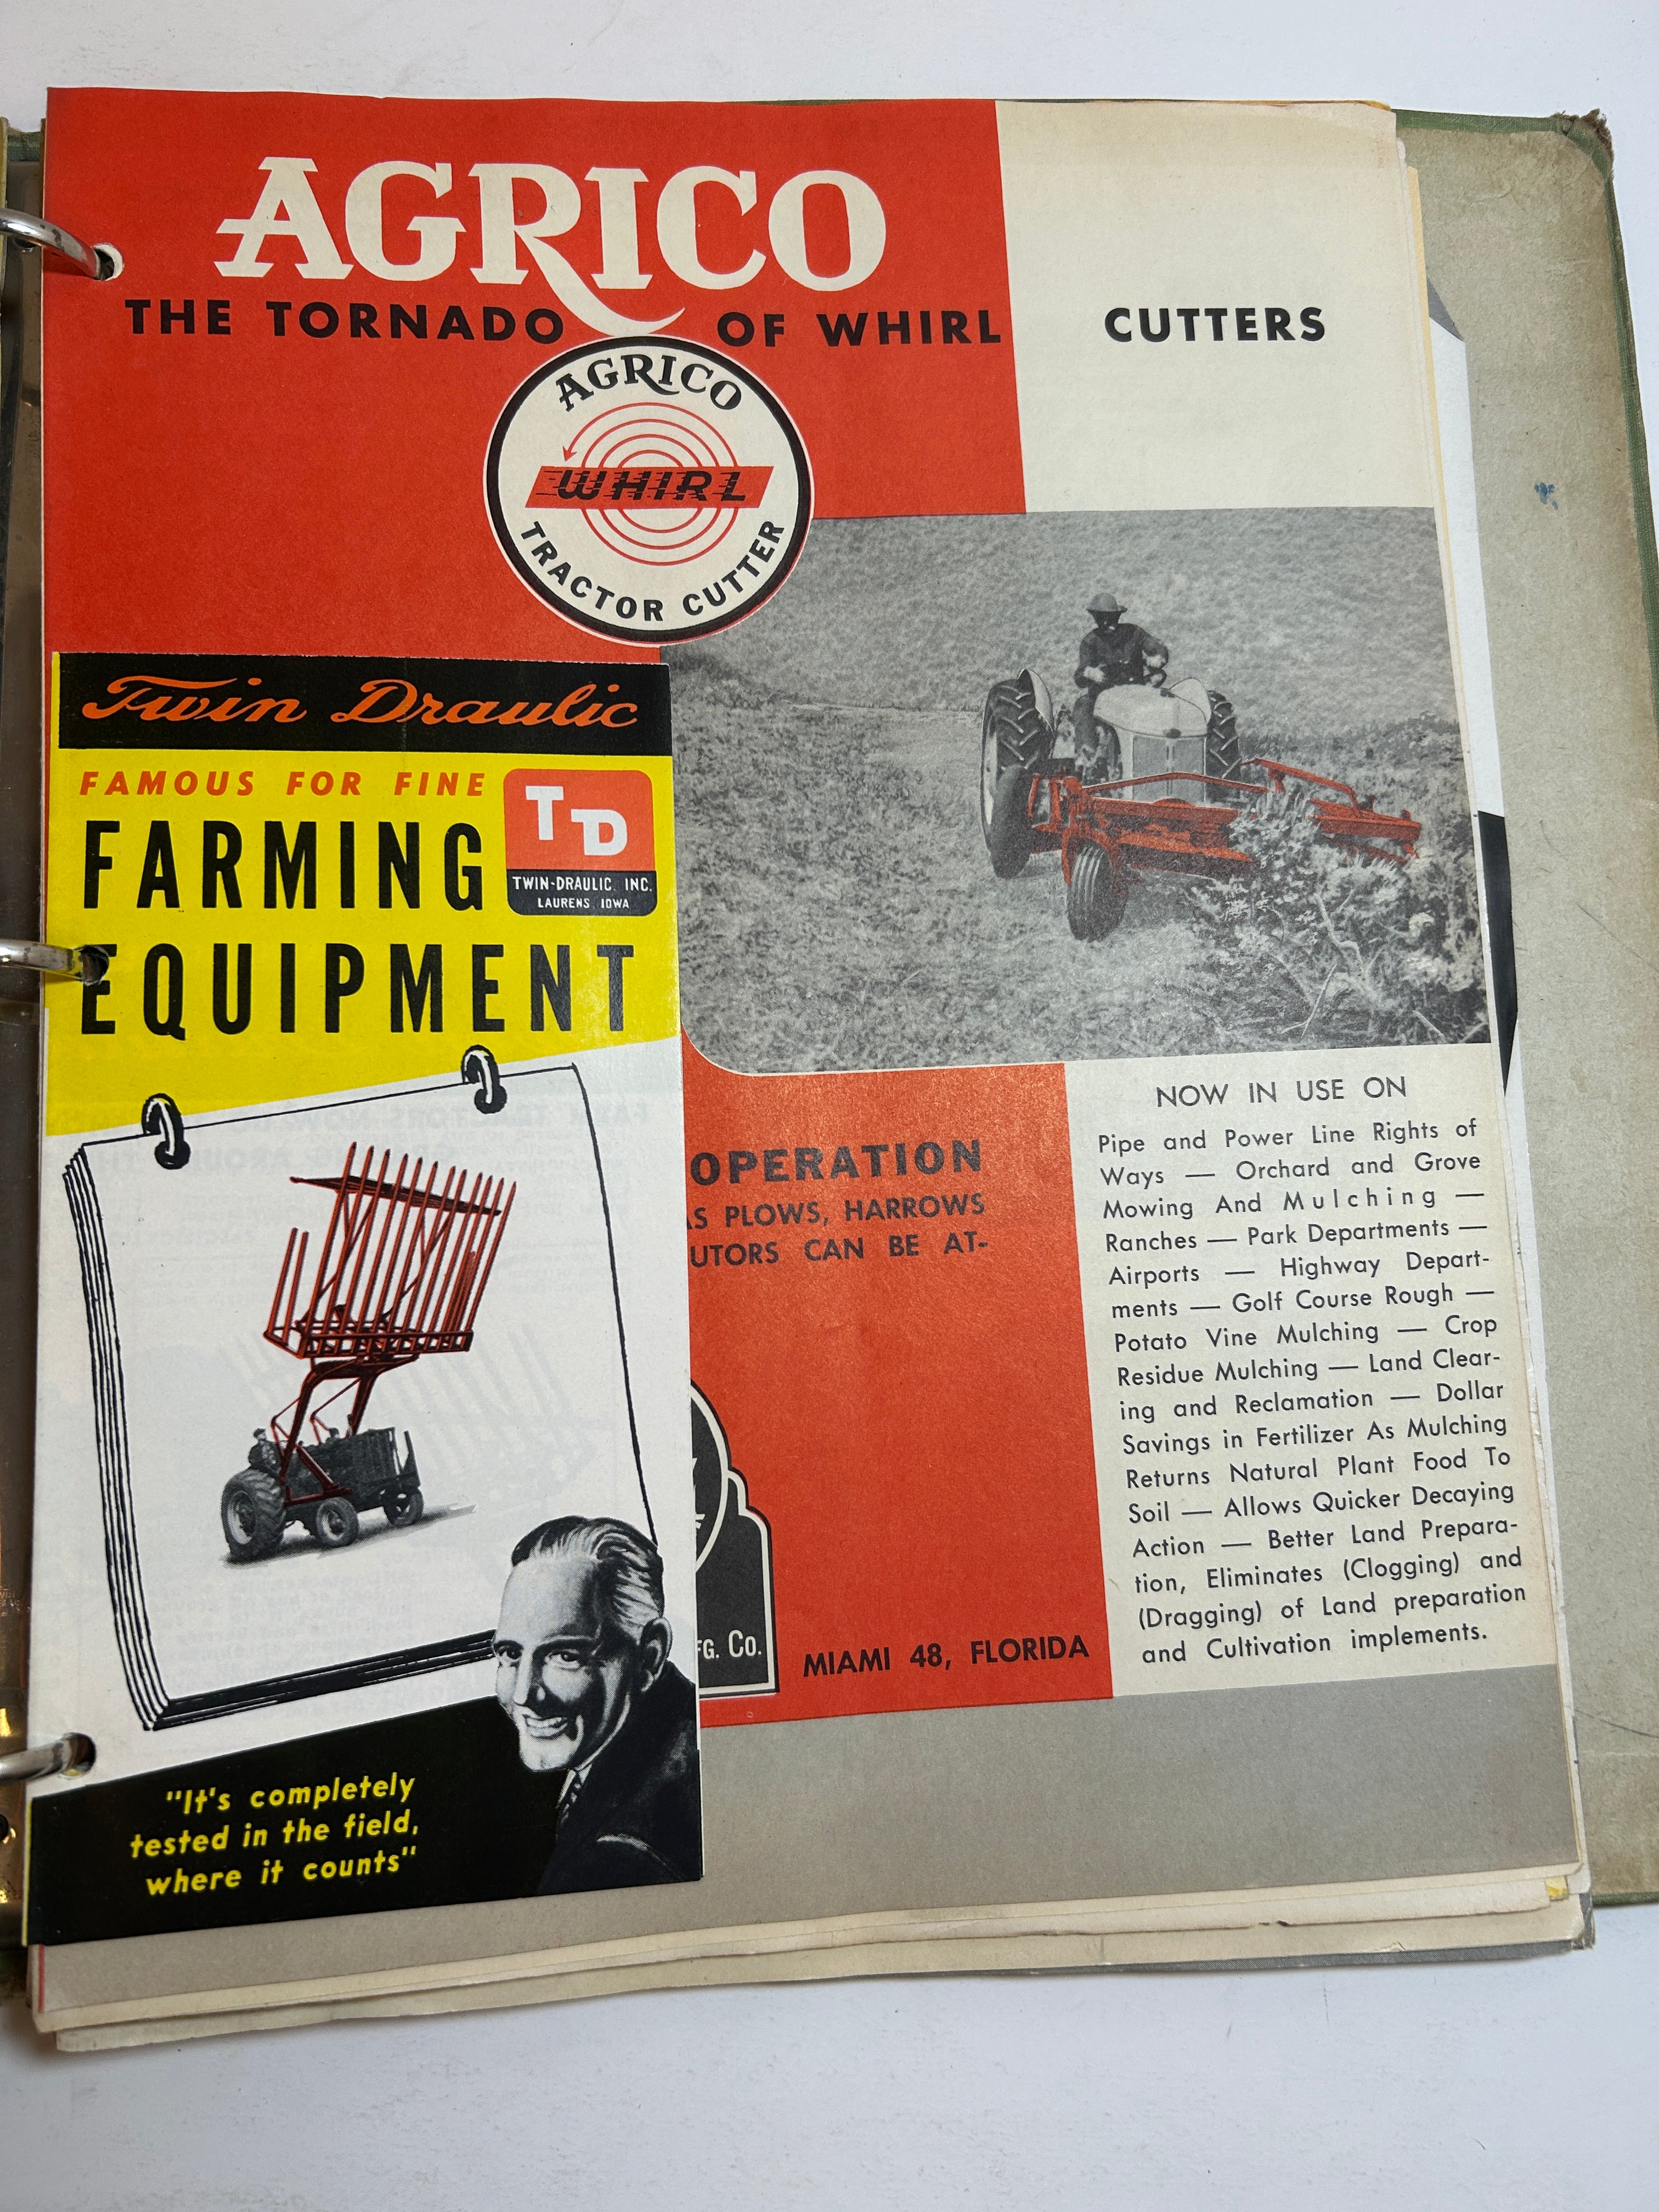 AGRICO
THE TORNADO OF WHIRL CUTTERS
AGRICO
WHIRL
TRACTOR CUTTER
Twin Draulic
FAMOUS FOR FINE
FARMING
EQUIPMENT
TD
TWIN-DRAULIC, INC.
LAURENS IOWA
"It's completely
tested in the field,
where it counts"
OPERATION
AS PLOWS, HARROWS
UTORS CAN BE AT-
FG. Co.
MIAMI 48, FLORIDA
NOW IN USE ON
Pipe and Power Line Rights of
Ways — Orchard and Grove
Mowing And Mulching —
Ranches — Park Departments —
Airports — Highway Depart-
ments — Golf Course Rough —
Potato Vine Mulching — Crop
Residue Mulching — Land Clear-
ing and Reclamation — Dollar
Savings in Fertilizer As Mulching
Returns Natural Plant Food To
Soil — Allows Quicker Decaying
Action — Better Land Prepara-
tion, Eliminates (Clogging) and
(Dragging) of Land preparation
and Cultivation implements.